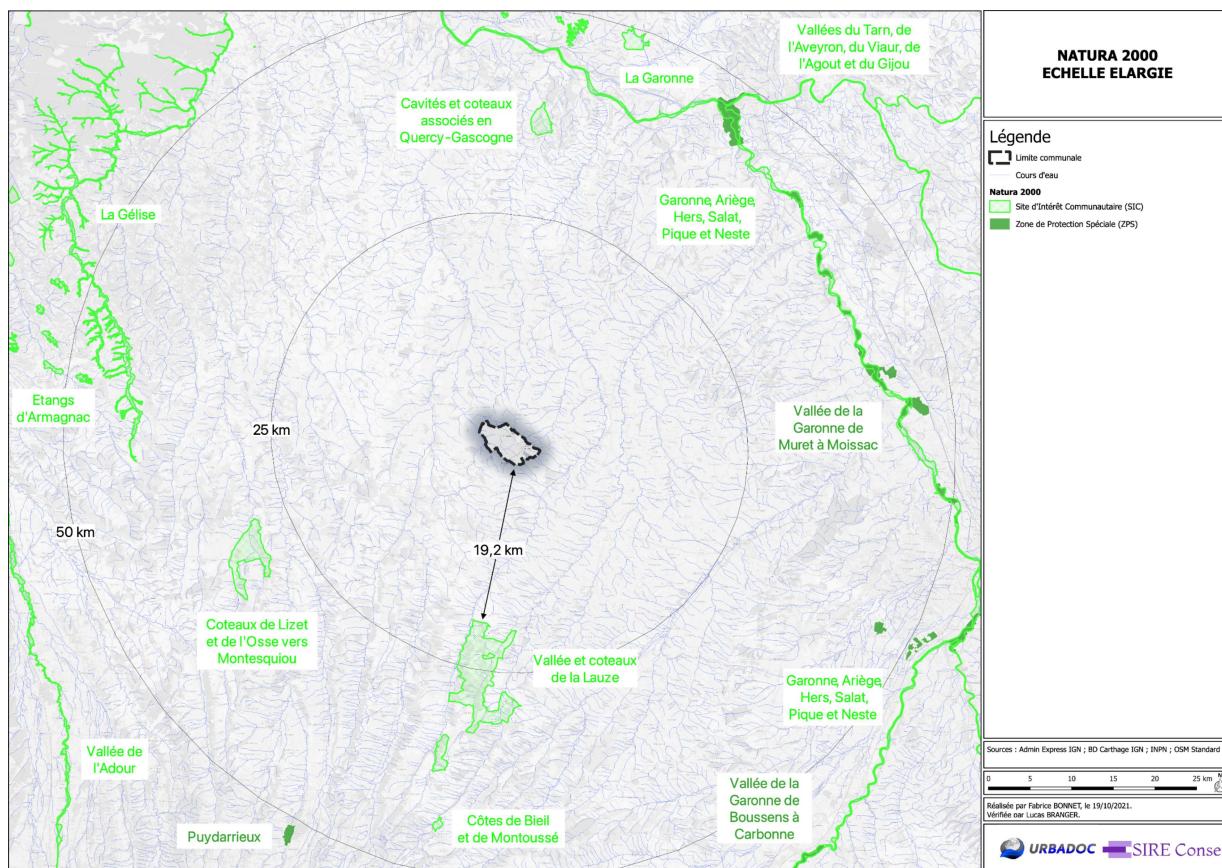 Vallées du Tarn, de
l'Aveyron, du Viaur, de
l'Agout et du Gijou
La Garonne
Cavités et coteaux
associés en
Quercy-Gascogne
La Gélise
Garonne, Ariège,
Hers, Salat,
Pique et Neste
Etangs
d'Armagnac
25 km
Vallée de la
Garonne de
Muret à Moissac
50 km
19,2 km
Coteaux de Lizet
et de l'Osse vers
Montesquiou
Vallée et coteaux
de la Lauze
Garonne, Ariège,
Hers, Salat,
Pique et Neste
Vallée de
l'Adour
Vallée de la
Garonne de
Boussens à
Carbonne
Puydarrieux
Côtes de Bieil
et de Montoussé
NATURA 2000
ECHELLE ELARGIE
Légende
Limite communale
Cours d'eau
Natura 2000
Site d'Intérêt Communautaire (SIC)
Zone de Protection Spéciale (ZPS)
Sources : Admin Express IGN ; BD Carthage IGN ; INPN ; OSM Standard
0 5 10 15 20 25 km
Réalisée par Fabrice BONNET, le 19/10/2021.
Vérifiée par Lucas BRANGER.
URBADOC
SIRE Conse